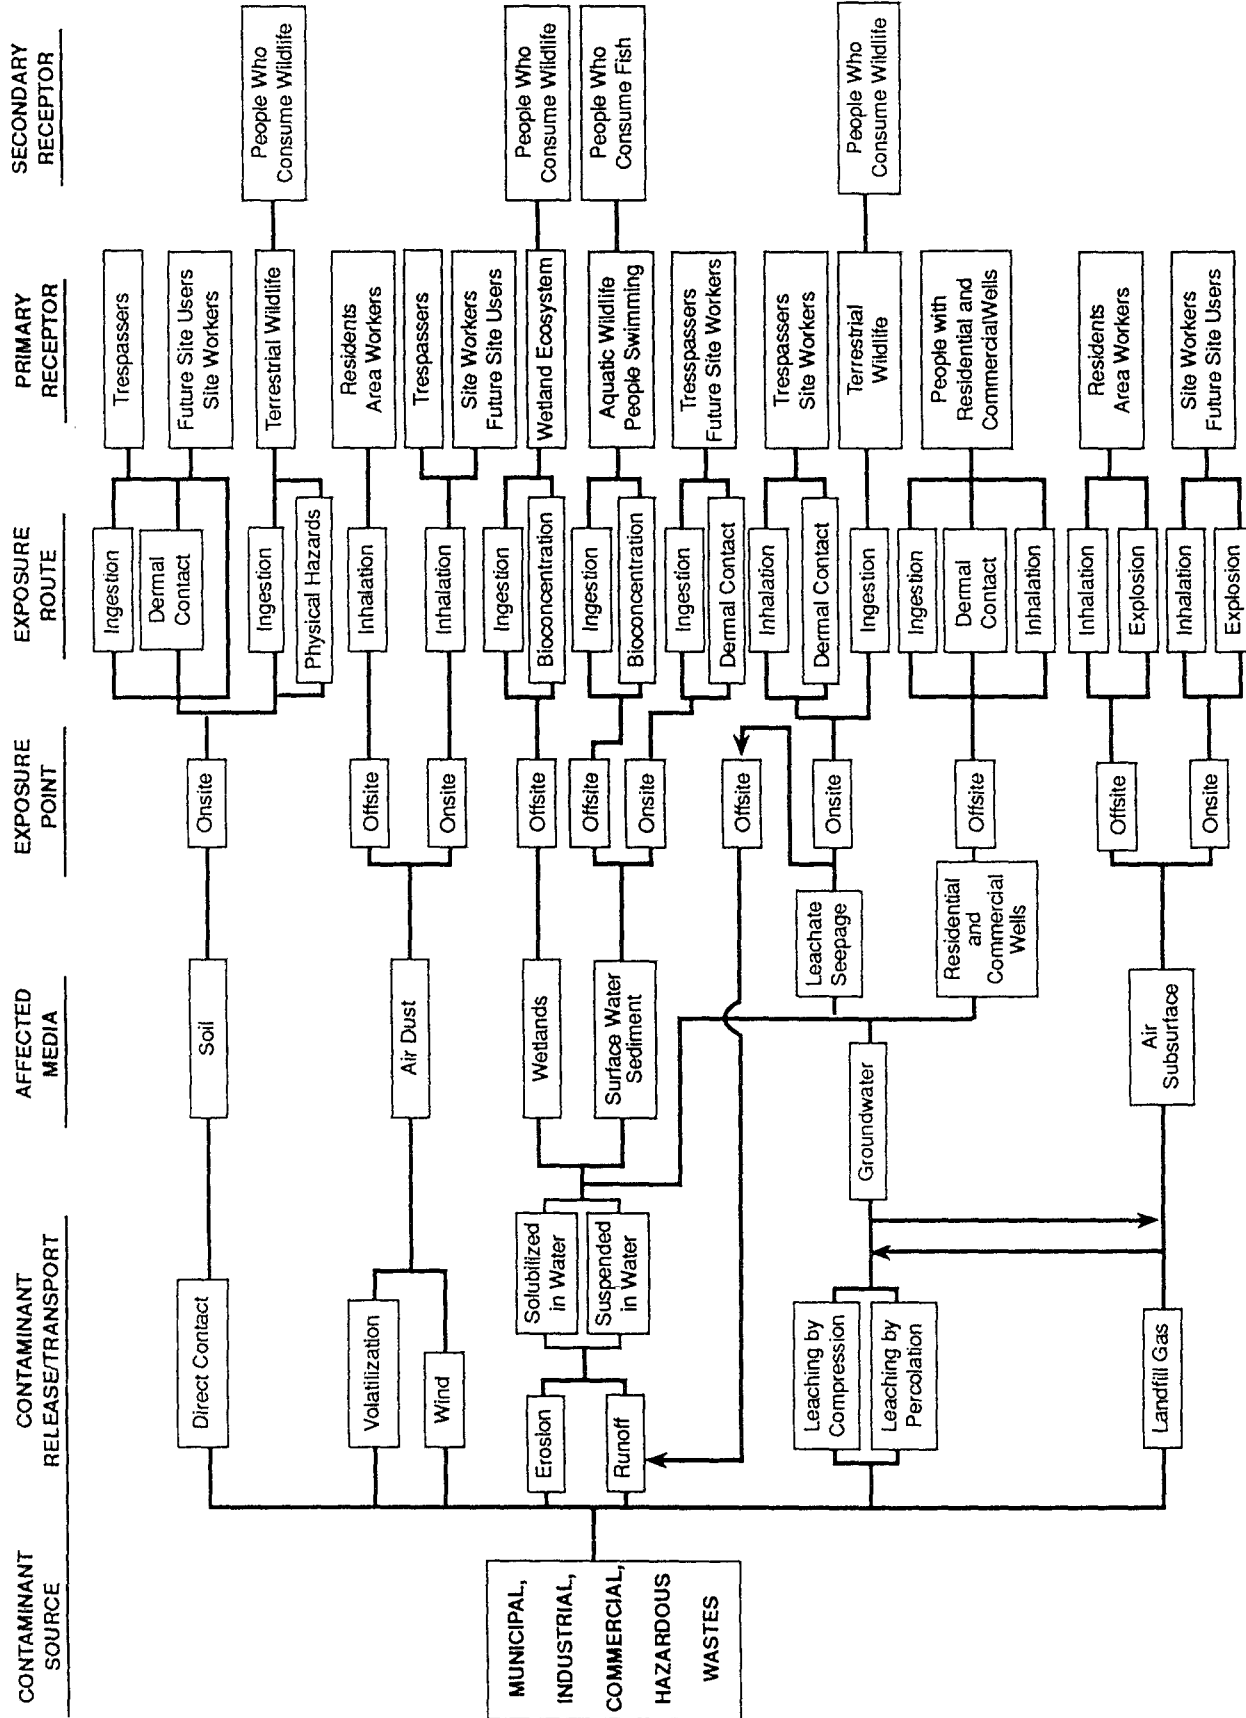 CONTAMINANT
SOURCE
CONTAMINANT
RELEASE/TRANSPORT
AFFECTED
MEDIA
EXPOSURE
POINT
EXPOSURE
ROUTE
PRIMARY
RECEPTOR
SECONDARY
RECEPTOR
MUNICIPAL,
INDUSTRIAL,
COMMERCIAL,
HAZARDOUS
WASTES
Direct Contact
Volatilization
Wind
Erosion
Runoff
Solubilized
in Water
Suspended
in Water
Leaching by
Compression
Leaching by
Percolation
Landfill Gas
Soil
Air Dust
Wetlands
Surface Water
Sediment
Groundwater
Leachate
Seepage
Residential
and
Commercial
Wells
Air
Subsurface
Onsite
Offsite
Onsite
Offsite
Offsite
Onsite
Offsite
Onsite
Offsite
Offsite
Onsite
Ingestion
Dermal
Contact
Ingestion
Physical Hazards
Inhalation
Inhalation
Ingestion
Bioconcentration
Ingestion
Bioconcentration
Ingestion
Dermal Contact
Inhalation
Dermal Contact
Ingestion
Ingestion
Dermal
Contact
Inhalation
Inhalation
Explosion
Inhalation
Explosion
Trespassers
Future Site Users
Site Workers
Terrestrial Wildlife
Residents
Area Workers
Trespassers
Site Workers
Future Site Users
Wetland Ecosystem
Aquatic Wildlife
People Swimming
Tresspassers
Future Site Workers
Trespassers
Site Workers
Terrestrial
Wildlife
People with
Residential and
CommercialWells
Residents
Area Workers
Site Workers
Future Site Users
People Who
Consume Wildlife
People Who
Consume Wildlife
People Who
Consume Fish
People Who
Consume Wildlife